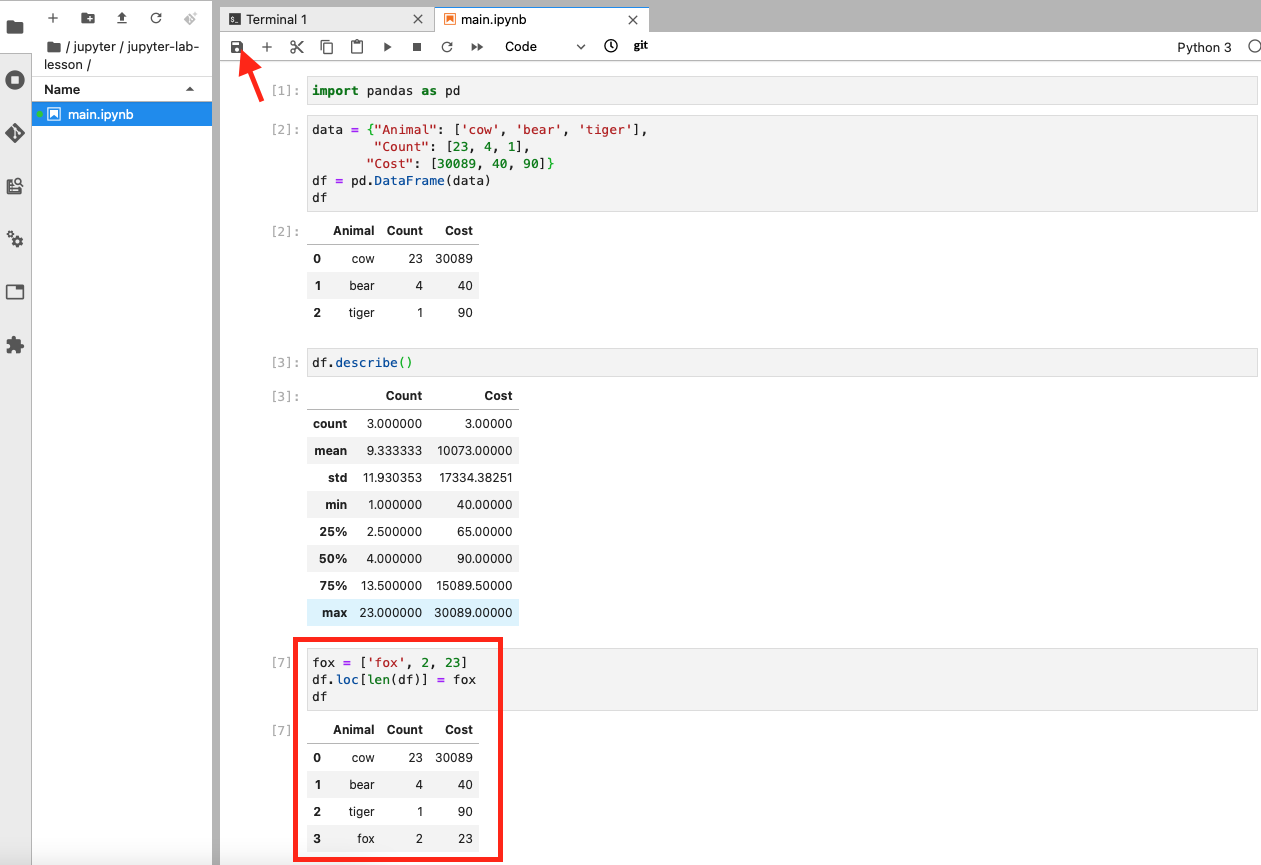 Terminal 1
main.ipynb
/ jupyter / jupyter-lab-
lesson /
Code
git
Python 3
Name
main.ipynb
[1]: import pandas as pd
[2]: data = {"Animal": ['cow', 'bear', 'tiger'],
"Count": [23, 4, 1],
"Cost": [30089, 40, 90]}
df = pd.DataFrame(data)
df
[2]: Animal Count Cost
0 cow 23 30089
1 bear 4 40
2 tiger 1 90
[3]: df.describe()
[3]: Count Cost
count 3.000000 3.00000
mean 9.333333 10073.00000
std 11.930353 17334.38251
min 1.000000 40.00000
25% 2.500000 65.00000
50% 4.000000 90.00000
75% 13.500000 15089.50000
max 23.000000 30089.00000
[7] fox = ['fox', 2, 23]
df.loc[len(df)] = fox
df
[7] Animal Count Cost
0 cow 23 30089
1 bear 4 40
2 tiger 1 90
3 fox 2 23